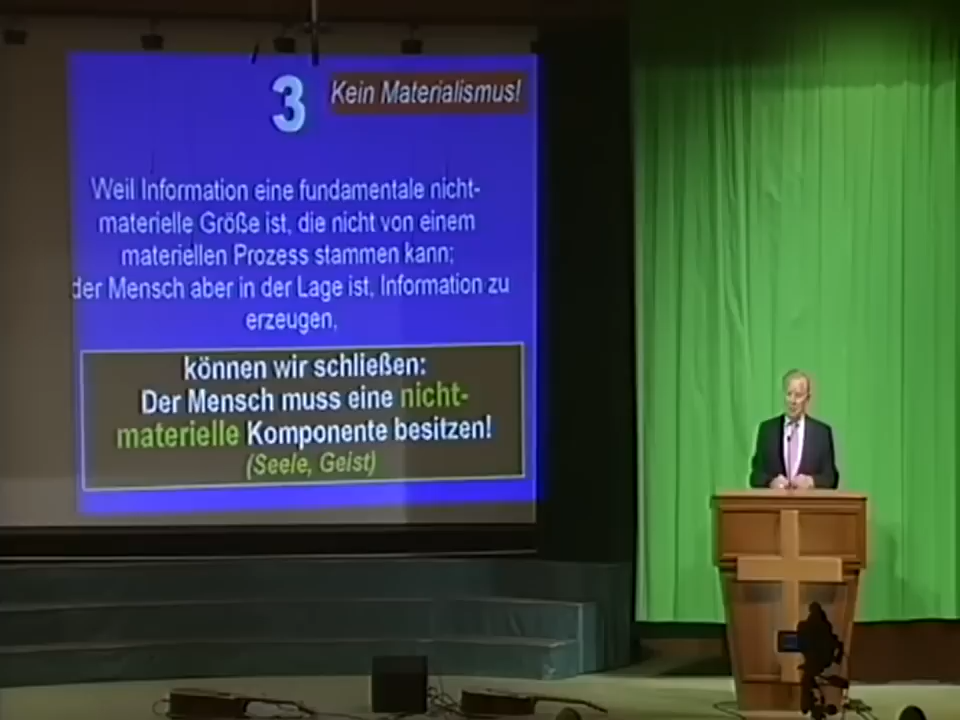 3 Kein Materialismus!
Weil Information eine fundamentale nicht-
materielle Größe ist, die nicht von einem
materiellen Prozess stammen kann;
der Mensch aber in der Lage ist, Information zu
erzeugen,
können wir schließen:
Der Mensch muss eine nicht-
materielle Komponente besitzen!
(Seele, Geist)